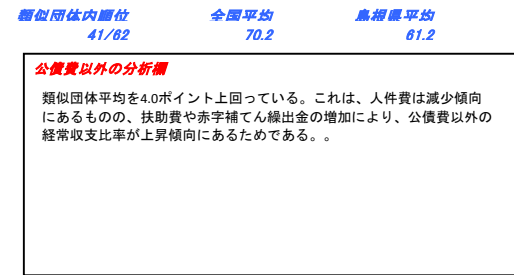 類似団体内順位 全国平均 島根県平均
41/62 70.2 61.2
公債費以外の分析欄
類似団体平均を4.0ポイント上回っている。これは、人件費は減少傾向
にあるものの、扶助費や赤字補てん繰出金の増加により、公債費以外の
経常収支比率が上昇傾向にあるためである。。